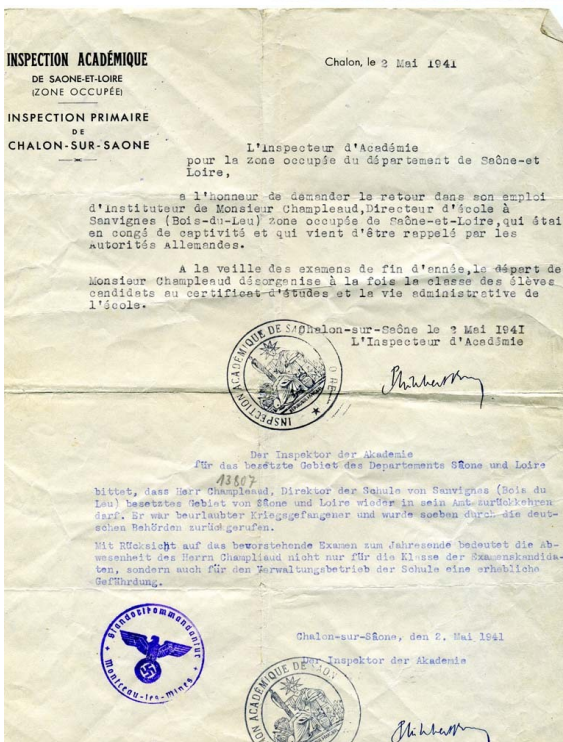 INSPECTION ACADÉMIQUE
DE SAONE-ET-LOIRE
(ZONE OCCUPÉE)
INSPECTION PRIMAIRE
DE
CHALON-SUR-SAONE
Chalon, le 2 Mai 1941
L'Inspecteur d'Académie
pour la zone occupée du département de Saône-et
Loire,
a l'honneur de demander le retour dans son emploi
d'Instituteur de Monsieur Champleaud,Directeur d'école à
Sanvignes (Bois-du-Leu) zone occupée de Saône-et-Loire,qui étai
en congé de captivité et qui vient d'être rappelé par les
Autorités Allemandes.
A la veille des examens de fin d'année,le départ de
Monsieur Champleaud désorganise à la fois la classe des élèves
candidats au certificat d'études et la vie administrative de
l'école.
Chalon-sur-Saône le 2 Mai 194I
L'Inspecteur d'Académie
INSPECTION ACADÉMIQUE DE SAO
Der Inspektor der Akademie
für das besetzte Gebiet des Departements Sâone und Loire
13807
bittet, dass Herr Champleaud, Direktor der Schule von Sanvignes (Bois du
Leu) besetztes Gebiet von Sâone und Loire wieder in sein Amt zurückkehren
darf. Er war beurlaubter Kriegsgefangener und wurde soeben durch die deut-
schen Behörden zurückgerufen.
Mit Rücksicht auf das bevorstehende Examen zum Jahresende bedeutet die Ab-
wesenheit des Herrn Champleaud nicht nur für die Klasse der Examenskandida-
ten, sondern auch für den Verwaltungsbetrieb der Schule eine erhebliche
Gefährdung.
Standortkommandantur
Montceau-les-Mines
Chalon-sur-Sâone, den 2. Mai 1941
Der Inspektor der Akademie
ACADÉMIQUE DE SAON